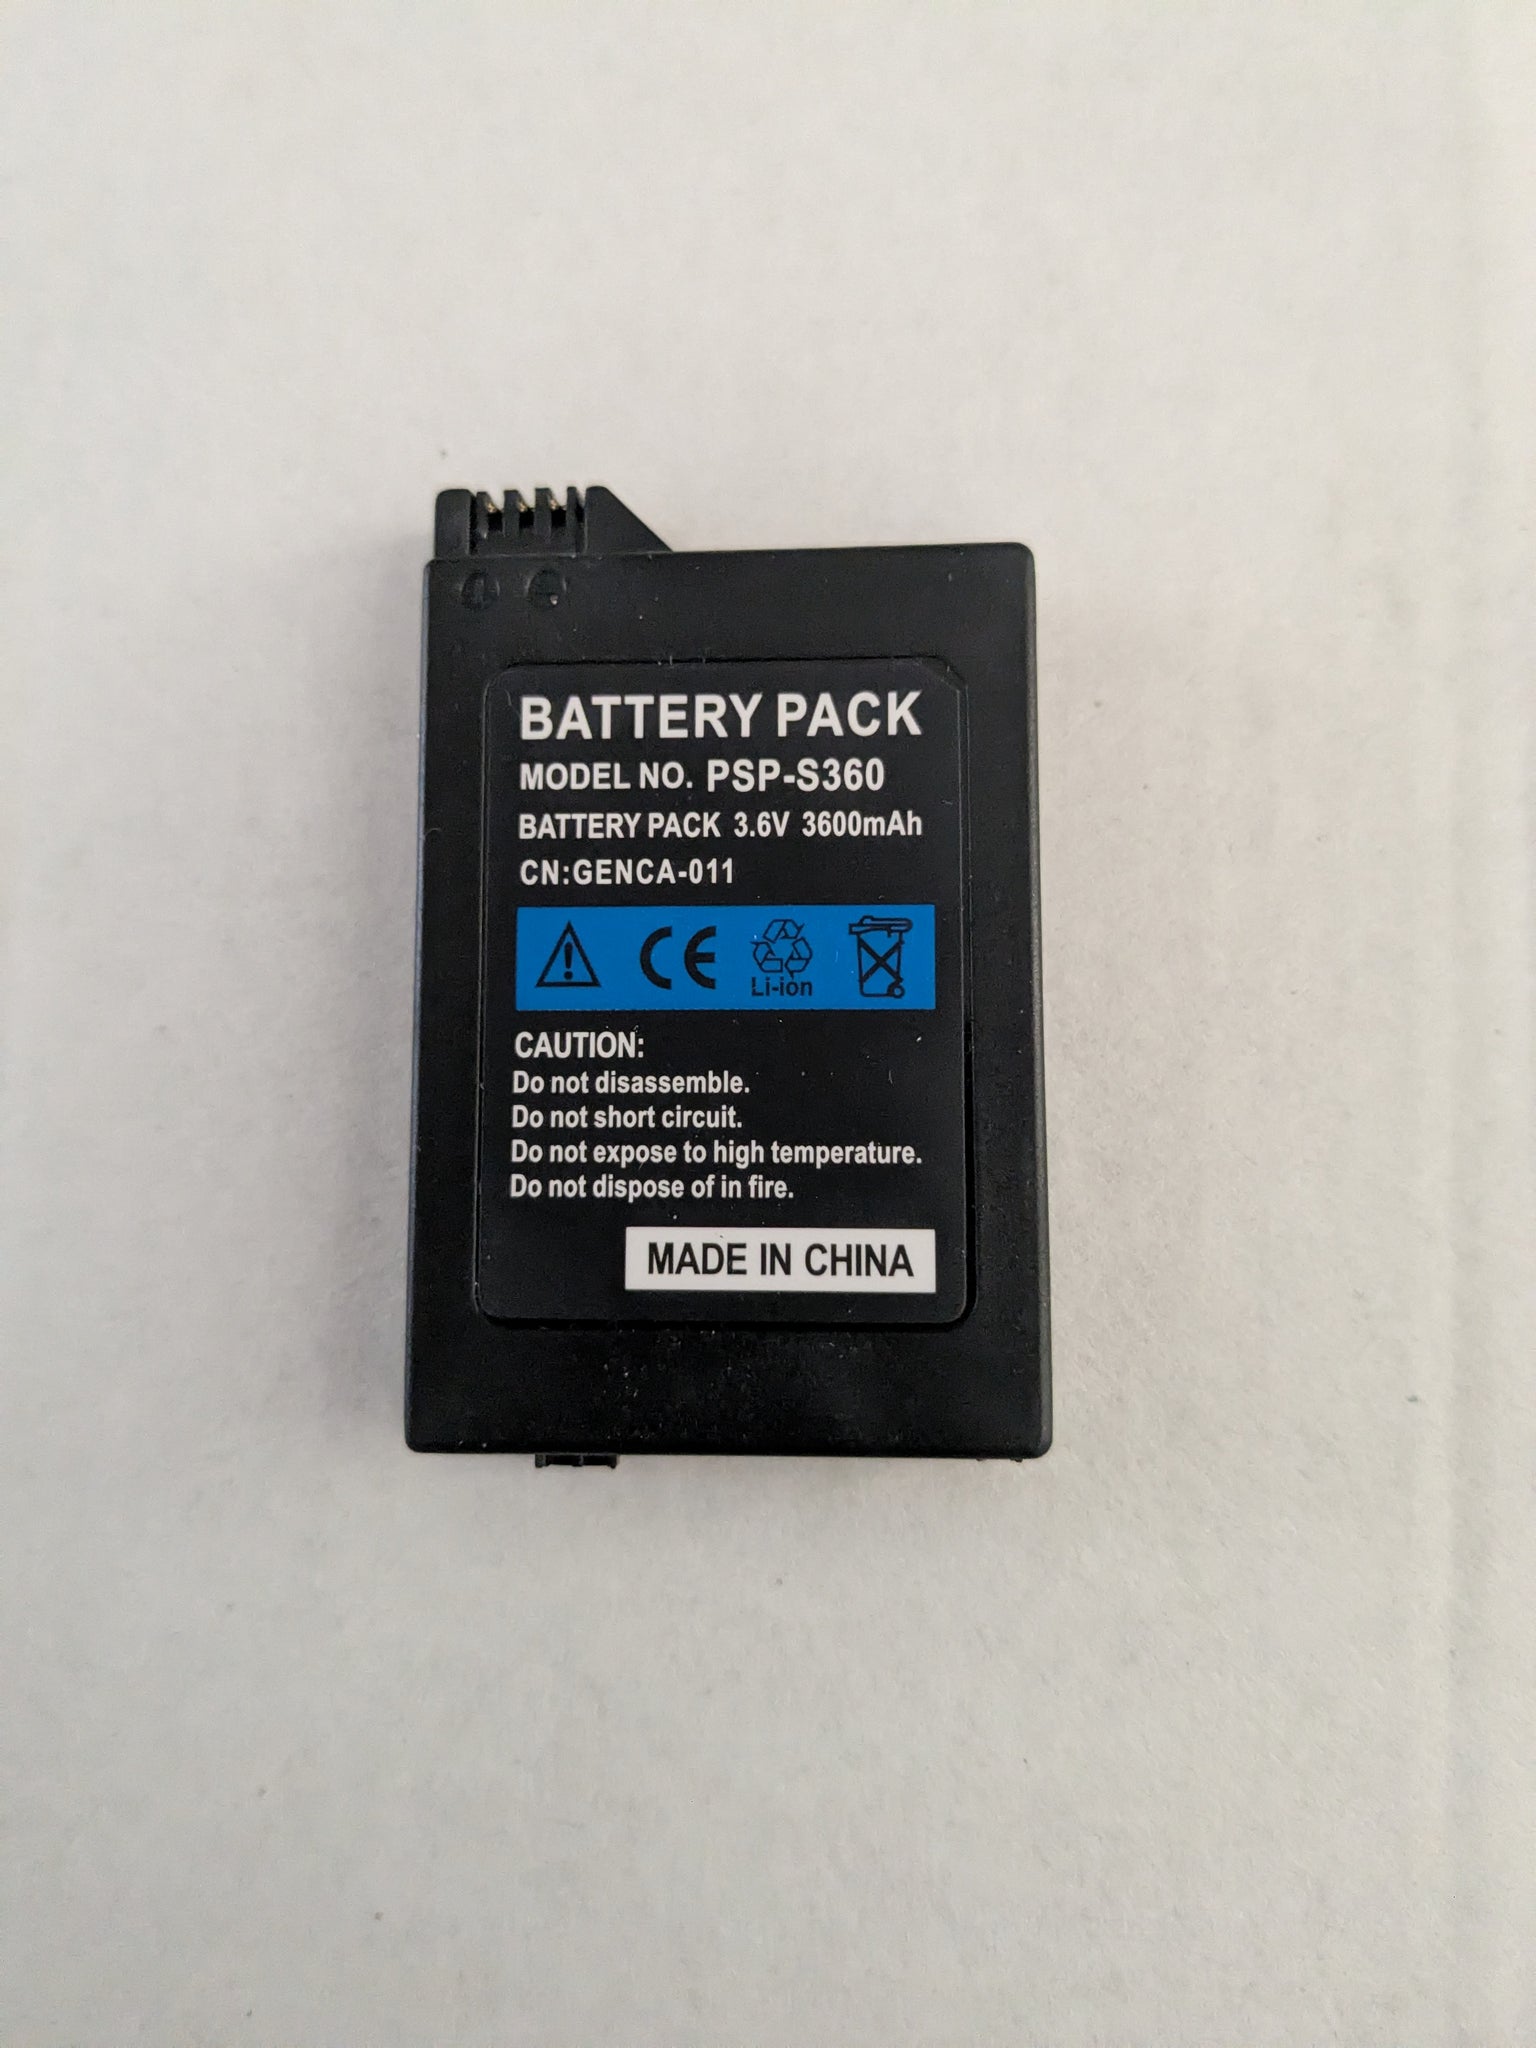 BATTERY PACK
MODEL NO. PSP-S360
BATTERY PACK 3.6V 3600mAh
CN:GENCA-011
CE
Li-ion
CAUTION:
Do not disassemble.
Do not short circuit.
Do not expose to high temperature.
Do not dispose of in fire.
MADE IN CHINA